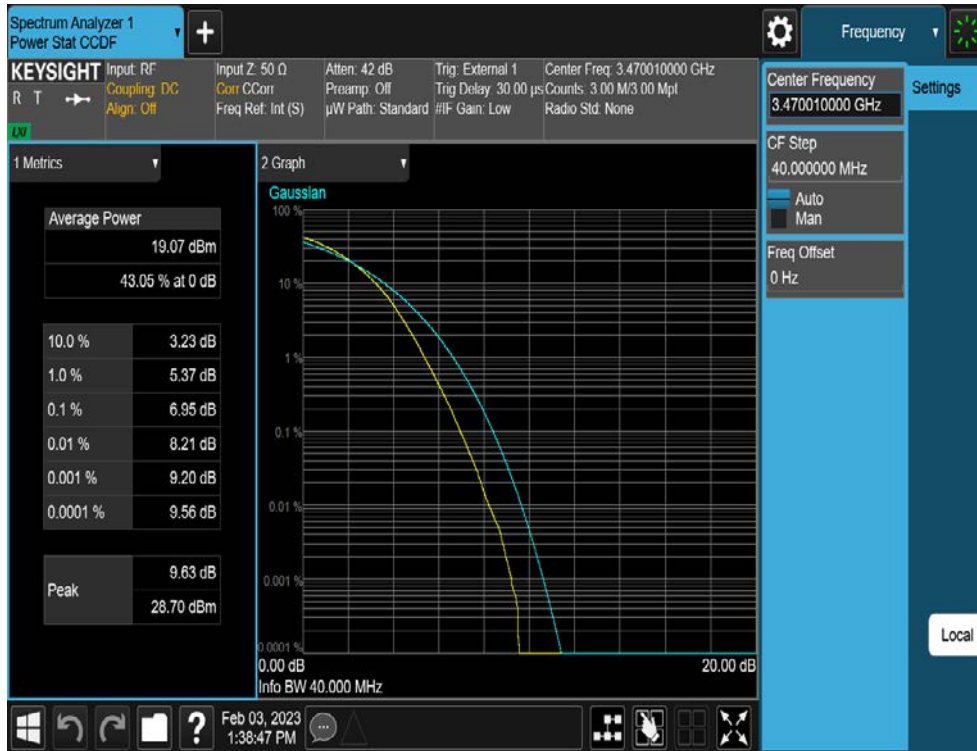 Spectrum Analyzer 1
Power Stat CCDF
+
Frequency
KEYSIGHT
R T
LXI
Input: RF
Coupling: DC
Align: Off
Input Z: 50 Ω
Corr CCorr
Freq Ref: Int (S)
Atten: 42 dB
Preamp: Off
µW Path: Standard
Trig: External 1
Trig Delay: 30.00 µs
#IF Gain: Low
Center Freq: 3.470010000 GHz
Counts: 3.00 M/3.00 Mpt
Radio Std: None
1 Metrics
Average Power
19.07 dBm
43.05 % at 0 dB
10.0 % 3.23 dB
1.0 % 5.37 dB
0.1 % 6.95 dB
0.01 % 8.21 dB
0.001 % 9.20 dB
0.0001 % 9.56 dB
Peak
9.63 dB
28.70 dBm
2 Graph
Gaussian
100 %
10 %
1 %
0.1 %
0.01 %
0.001 %
0.0001 %
0.00 dB 20.00 dB
Info BW 40.000 MHz
Center Frequency
3.470010000 GHz
CF Step
40.000000 MHz
Auto
Man
Freq Offset
0 Hz
Settings
Local
?
Feb 03, 2023
1:38:47 PM